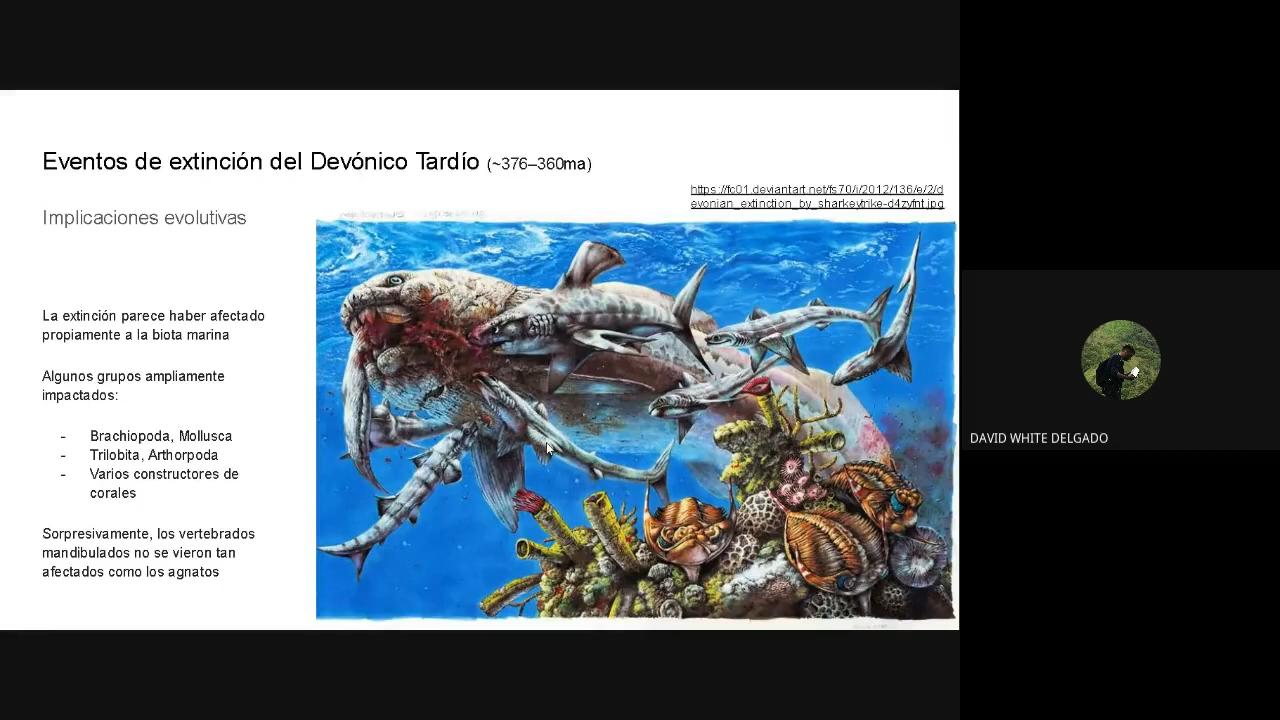 Eventos de extinción del Devónico Tardío (~376–360ma)
https://fc01.deviantart.net/fs70/i/2012/136/e/2/d
evonian_extinction_by_sharkeytrike-d4zyfnt.jpg
Implicaciones evolutivas
La extinción parece haber afectado
propiamente a la biota marina
Algunos grupos ampliamente
impactados:
- Brachiopoda, Mollusca
- Trilobita, Arthorpoda
- Varios constructores de
corales
Sorpresivamente, los vertebrados
mandibulados no se vieron tan
afectados como los agnatos
DAVID WHITE DELGADO